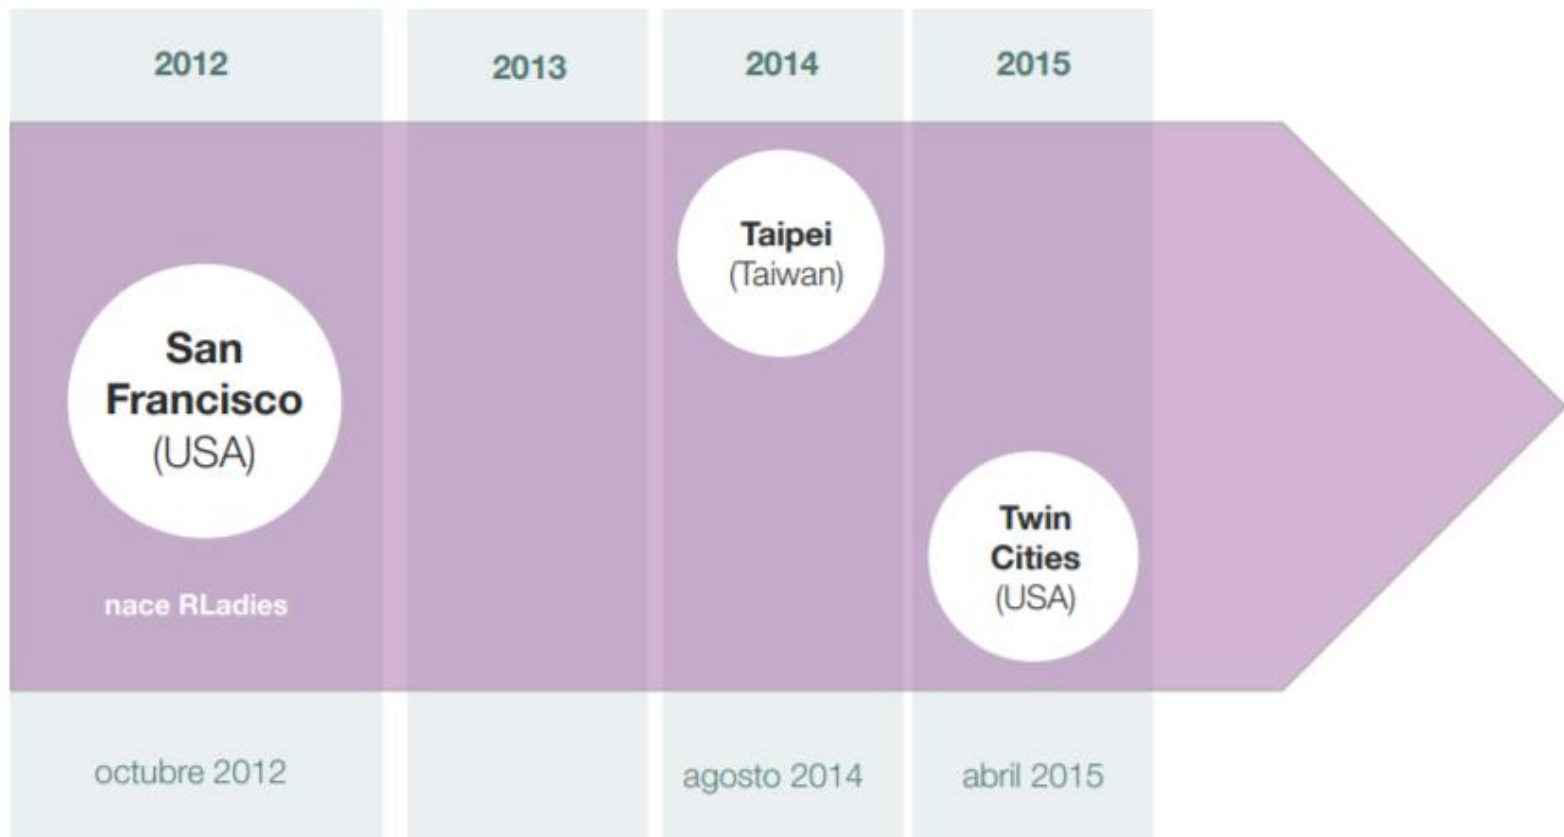 2012
2013
2014
2015
San
Francisco
(USA)
nace RLadies
Taipei
(Taiwan)
Twin
Cities
(USA)
octubre 2012
agosto 2014
abril 2015